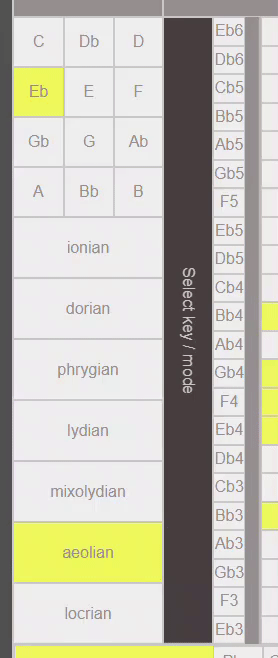 C Db D
Eb E F
Gb G Ab
A Bb B
ionian
dorian
phrygian
lydian
mixolydian
aeolian
locrian
Select key / mode
Eb6
Db6
Cb5
Bb5
Ab5
Gb5
F5
Eb5
Db5
Cb4
Bb4
Ab4
Gb4
F4
Eb4
Db4
Cb3
Bb3
Ab3
Gb3
F3
Eb3